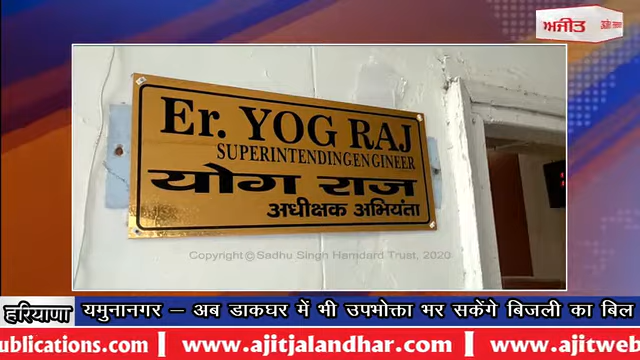 ਅਜੀਤ
Er. YOG RAJ
SUPERINTENDINGENGINEER
योग राज
अधीक्षक अभियंता
Copyright@Sadhu Singh Hamdard Trust, 2020
हरियाणा
यमुनानगर – अब डाकघर में भी उपभोक्ता भर सकेंगे बिजली का बिल
ublications.com | www.ajitjalandhar.com | www.ajitweb